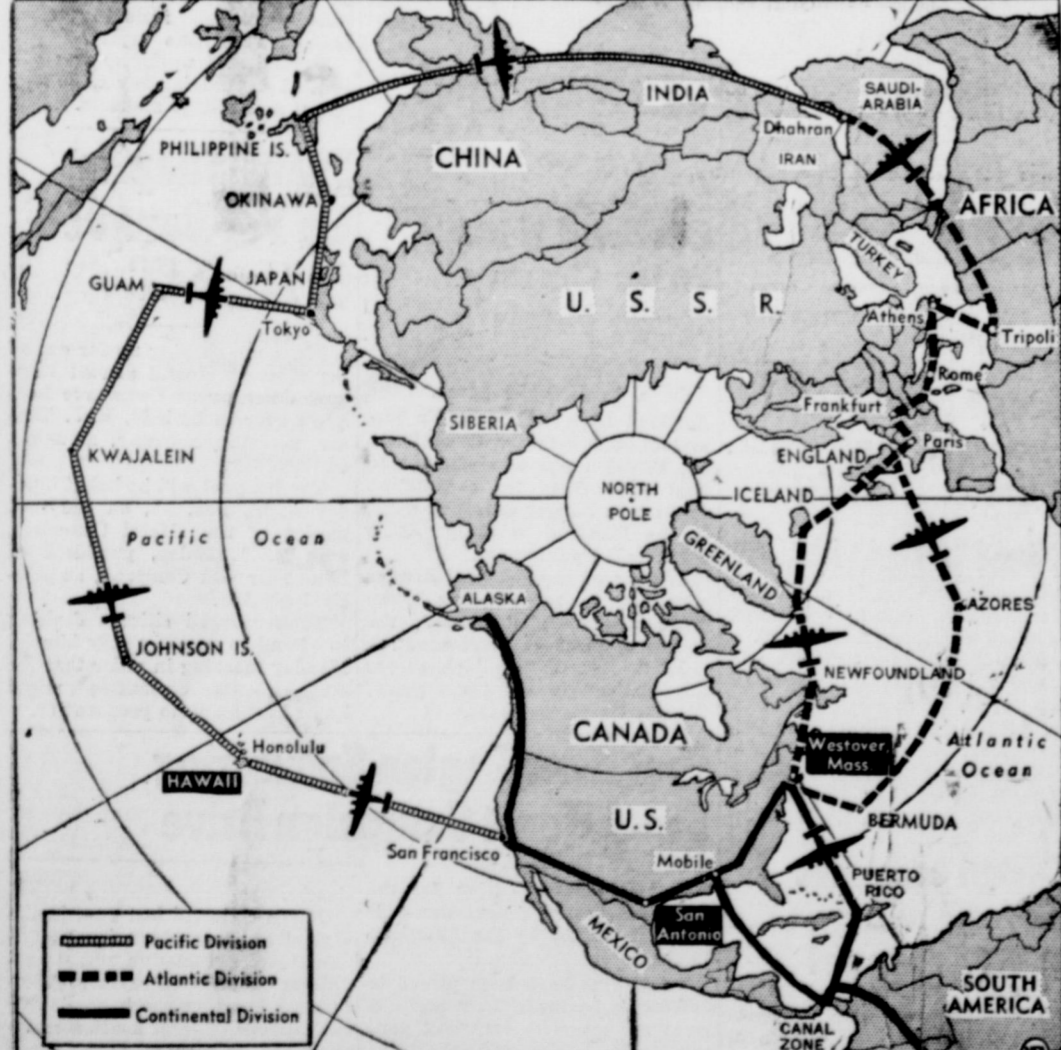 SAUDI-
ARABIA
INDIA
Dhahran
PHILIPPINE IS.
CHINA
IRAN
OKINAWA
AFRICA
TURKEY
JAPAN
GUAM
U. S. S. R.
Tokyo
Athens
Tripoli
Rome
Frankfurt
SIBERIA
Paris
KWAJALEIN
ENGLAND
ICELAND
NORTH
POLE
Pacific Ocean
GREENLAND
ALASKA
AZORES
JOHNSON IS.
NEWFOUNDLAND
CANADA
Honolulu
Westover,
Mass
Atlantic
Ocean
HAWAII
U.S.
BERMUDA
San Francisco
Mobile
PUERTO
RICO
San
Antonio
MEXICO
Pacific Division
Atlantic Division
Continental Division
SOUTH
AMERICA
CANAL
ZONE